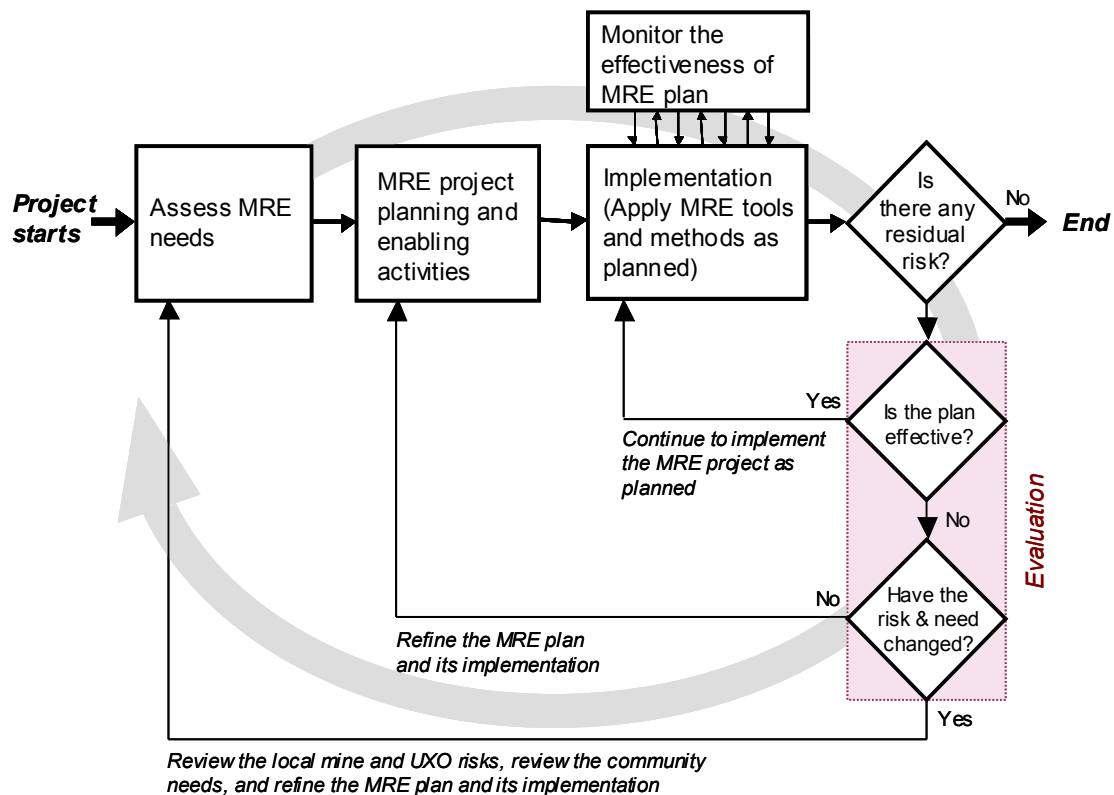 Monitor the
effectiveness of
MRE plan
Project
starts
Assess MRE
needs
MRE project
planning and
enabling
activities
Implementation
(Apply MRE tools
and methods as
planned)
Is
there any
residual
risk?
No
End
Yes
Is the plan
effective?
Continue to implement
the MRE project as
planned
No
Evaluation
No
Have the
risk & need
changed?
Refine the MRE plan
and its implementation
Yes
Review the local mine and UXO risks, review the community
needs, and refine the MRE plan and its implementation